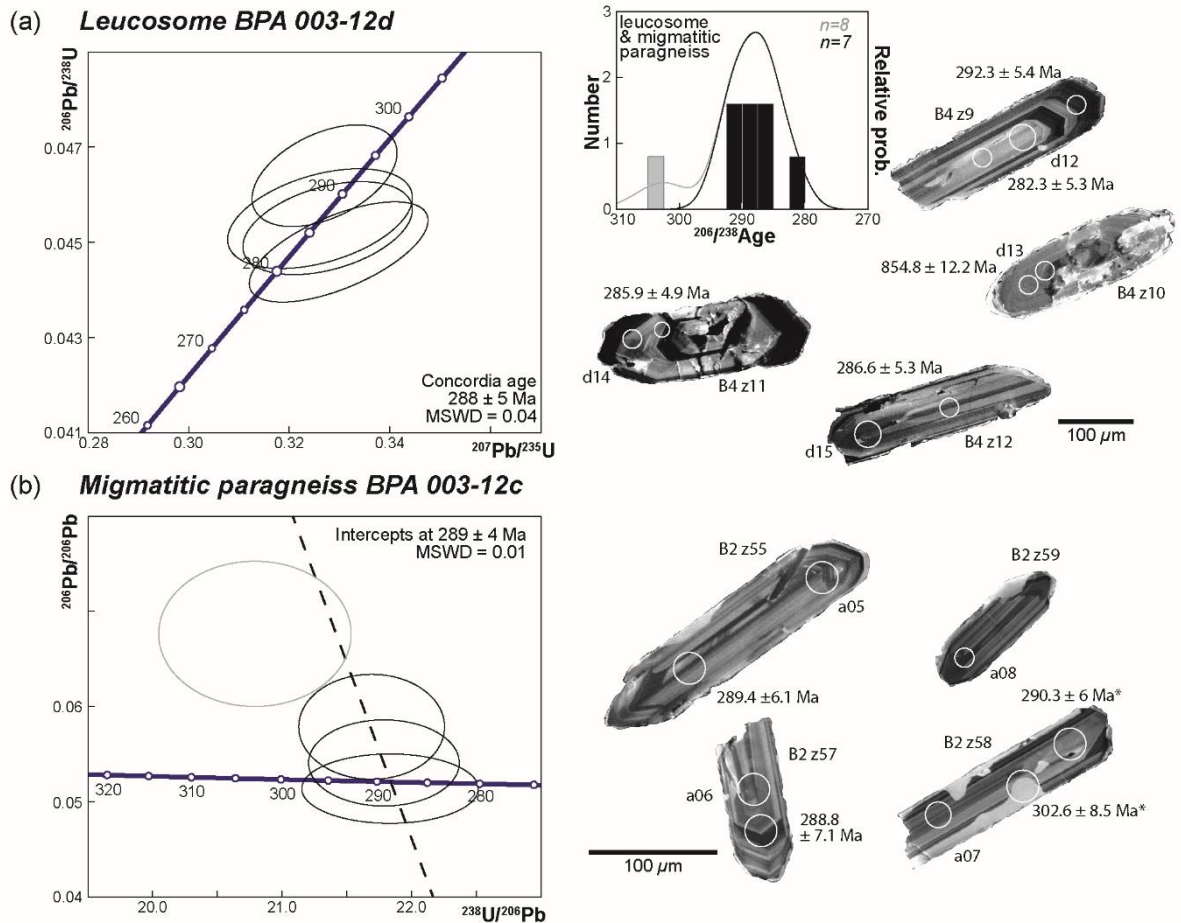 (a) Leucosome BPA 003-12d
206Pb/238U
0.047
0.045
0.043
0.041
300
290
280
270
260
Concordia age
288 ± 5 Ma
MSWD = 0.04
0.28
0.30
0.32
0.34
207Pb/235U
leucosome
& migmatitic
paragneiss
n=8
n=7
Number
Relative prob.
3
2
1
0
310
300
290
280
270
206/238Age
292.3 ± 5.4 Ma
B4 z9
d12
282.3 ± 5.3 Ma
d13
854.8 ± 12.2 Ma
B4 z10
285.9 ± 4.9 Ma
d14
B4 z11
286.6 ± 5.3 Ma
d15
B4 z12
100 µm
(b) Migmatitic paragneiss BPA 003-12c
206Pb/206Pb
Intercepts at 289 ± 4 Ma
MSWD = 0.01
0.06
0.05
0.04
320
310
300
290
280
20.0
21.0
22.0
238U/206Pb
B2 z55
a05
289.4 ±6.1 Ma
B2 z59
a08
B2 z57
a06
288.8
± 7.1 Ma
290.3 ± 6 Ma*
B2 z58
302.6 ± 8.5 Ma*
a07
100 µm